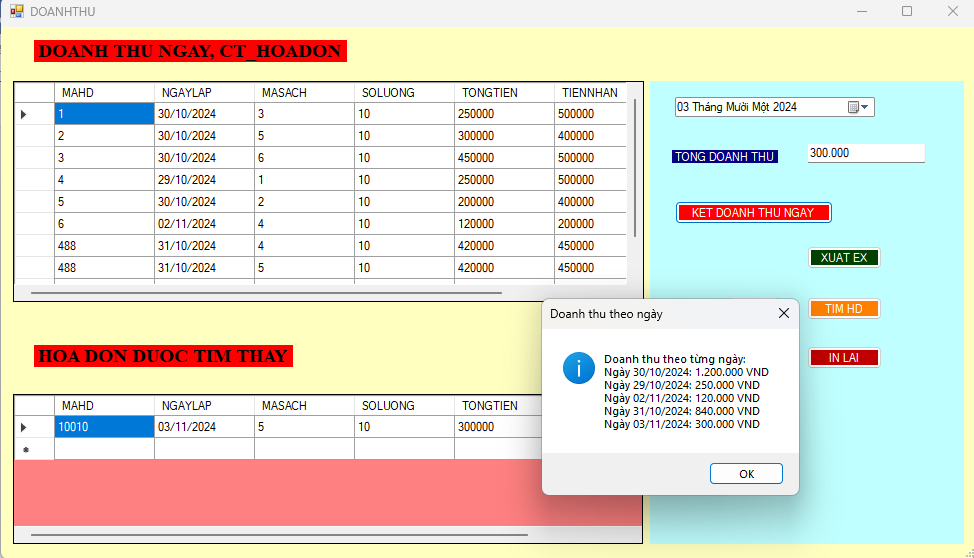 DOANHTHU
DOANH THU NGAY, CT_HOADON
MAHD NGAYLAP MASACH SOLUONG TONGTIEN TIENNHAN
1 30/10/2024 3 10 250000 500000
2 30/10/2024 5 10 300000 400000
3 30/10/2024 6 10 450000 500000
4 29/10/2024 1 10 250000 500000
5 30/10/2024 2 10 200000 400000
6 02/11/2024 4 10 120000 200000
488 31/10/2024 4 10 420000 450000
488 31/10/2024 5 10 420000 450000
03 Tháng Mười Một 2024
TONG DOANH THU 300.000
KET DOANH THU NGAY
XUAT EX
TIM HD
IN LAI
HOA DON DUOC TIM THAY
MAHD NGAYLAP MASACH SOLUONG TONGTIEN
10010 03/11/2024 5 10 300000
Doanh thu theo ngày
Doanh thu theo từng ngày:
Ngày 30/10/2024: 1.200.000 VND
Ngày 29/10/2024: 250.000 VND
Ngày 02/11/2024: 120.000 VND
Ngày 31/10/2024: 840.000 VND
Ngày 03/11/2024: 300.000 VND
OK